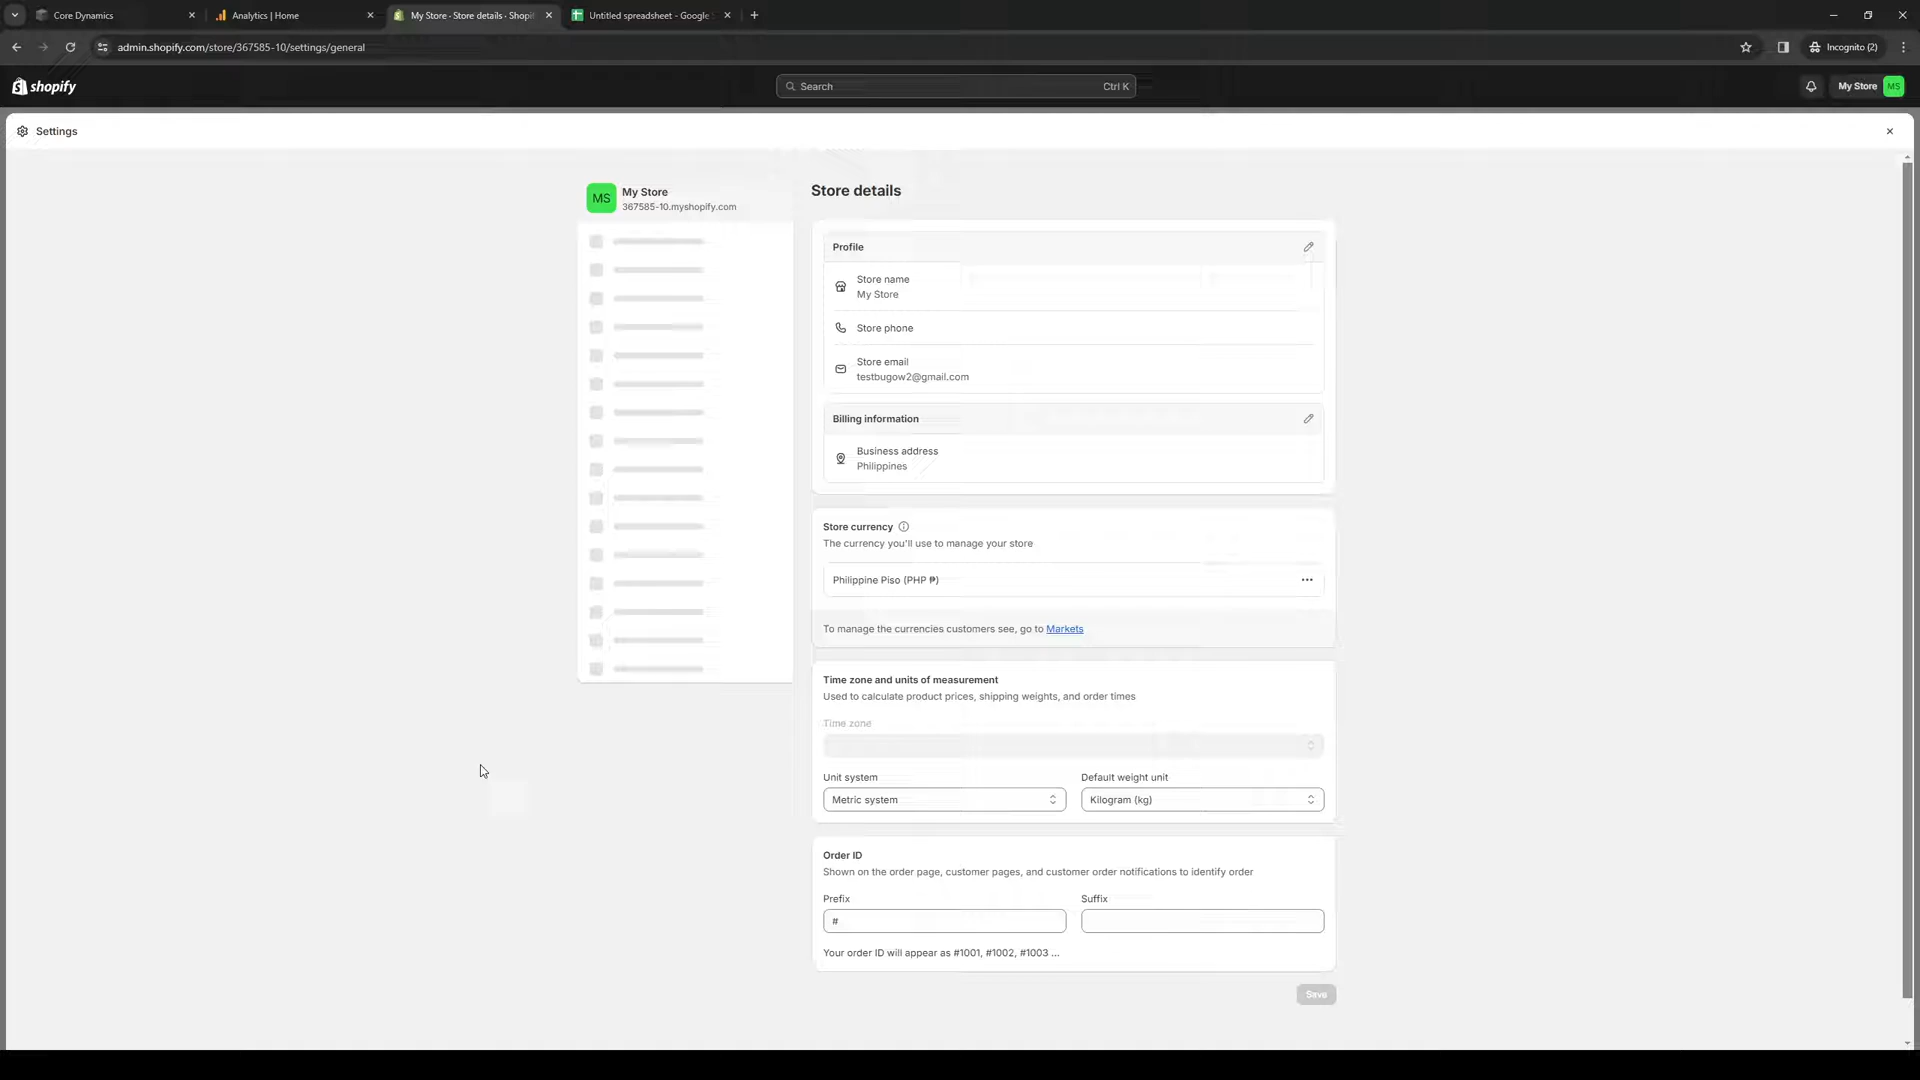 Core Dynamics
Analytics | Home
My Store · Store details · Shopif
Untitled spreadsheet - Google
admin.shopify.com/store/367585-10/settings/general
Incognito (2)
shopify
Search
Ctrl K
My Store
MS
Settings
MS
My Store
367585-10.myshopify.com
Store details
Profile
Store name
My Store
Store phone
Store email
testbugow2@gmail.com
Billing information
Business address
Philippines
Store currency
The currency you'll use to manage your store
Philippine Piso (PHP ₱)
To manage the currencies customers see, go to Markets
Time zone and units of measurement
Used to calculate product prices, shipping weights, and order times
Time zone
Unit system
Default weight unit
Metric system
Kilogram (kg)
Order ID
Shown on the order page, customer pages, and customer order notifications to identify order
Prefix
Suffix
#
Your order ID will appear as #1001, #1002, #1003 ...
Save